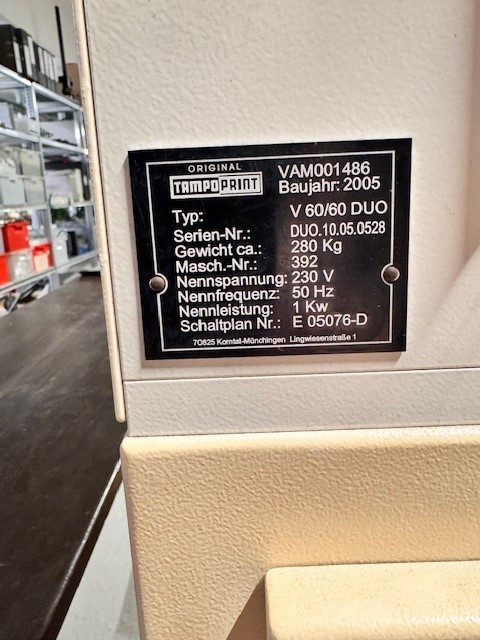 ORIGINAL
TAMPOPRINT
VAM001486
Baujahr: 2005
Typ: V 60/60 DUO
Serien-Nr.: DUO.10.05.0528
Gewicht ca.: 280 Kg
Masch.-Nr.: 392
Nennspannung: 230 V
Nennfrequenz: 50 Hz
Nennleistung: 1 Kw
Schaltplan Nr.: E 05076-D
70825 Korntal-Münchingen Lingwiesenstraße 1